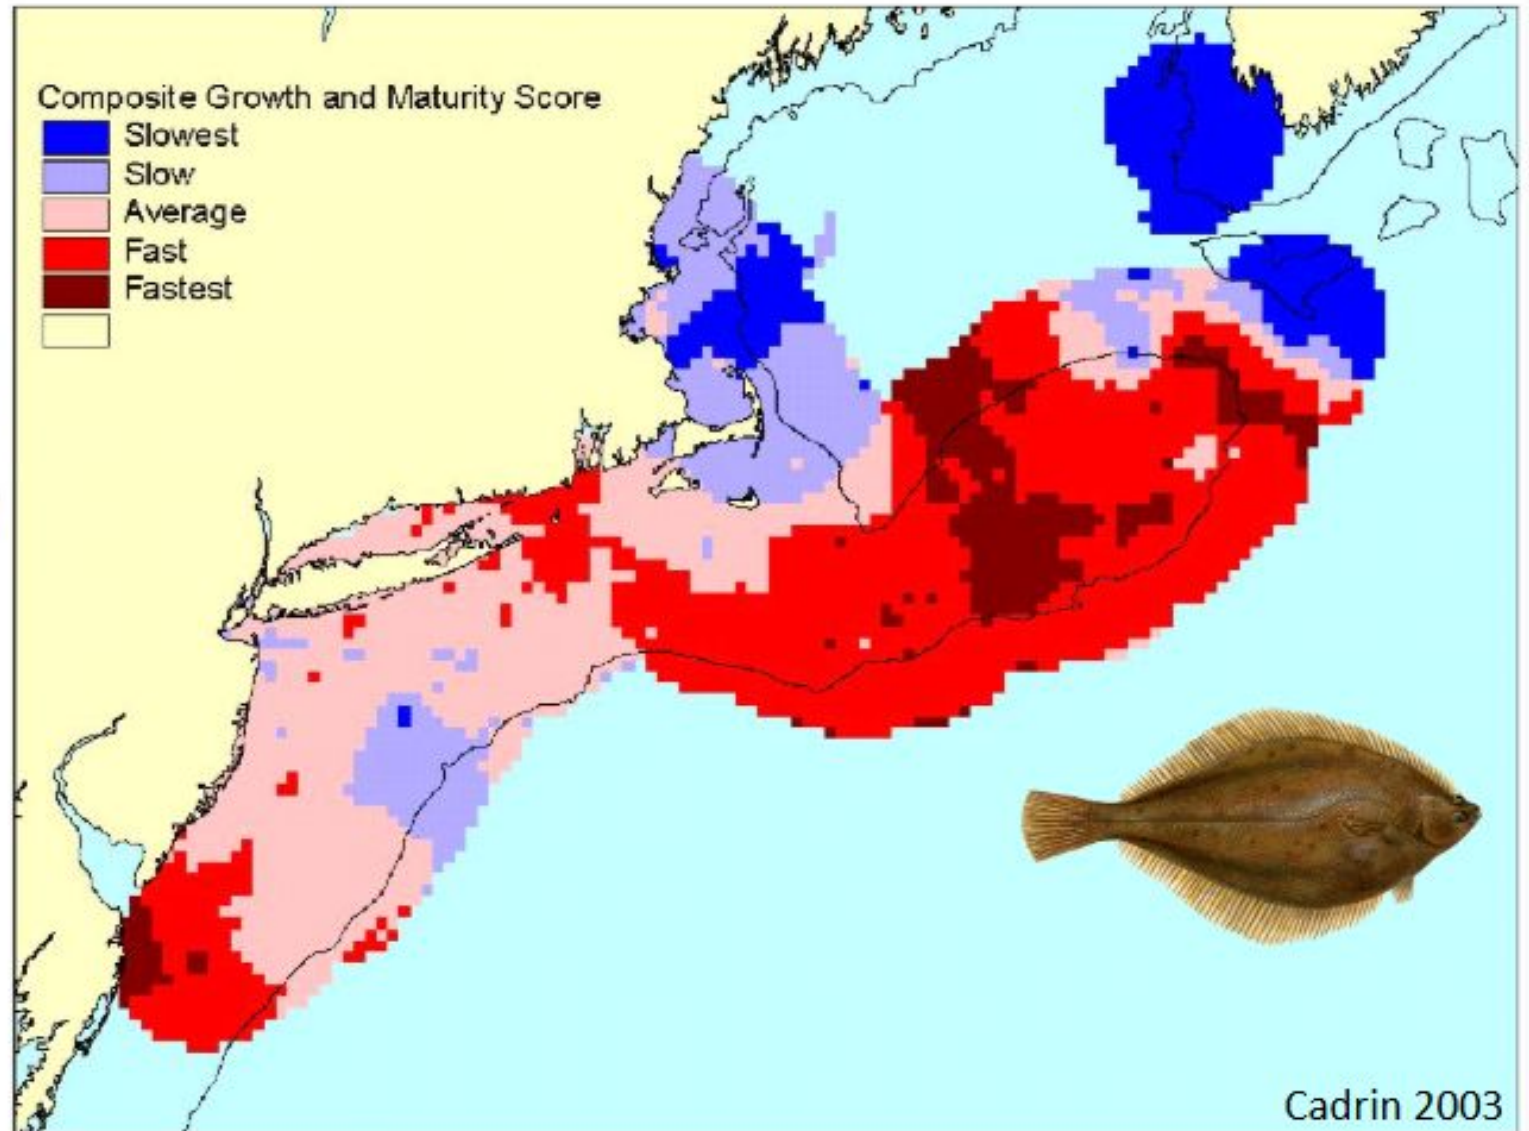 Composite Growth and Maturity Score
Slowest
Slow
Average
Fast
Fastest
Cadrin 2003